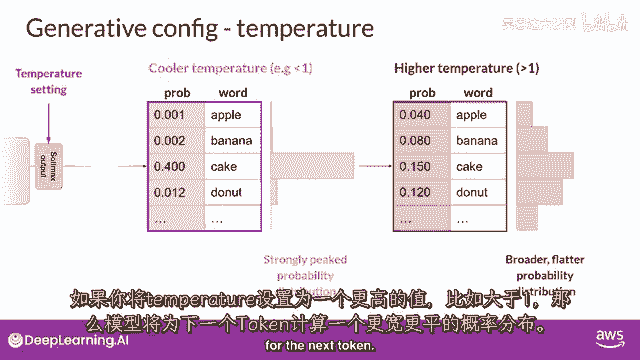 Generative config - temperature
Temperature setting
Softmax output
Cooler temperature (e.g <1)
prob word
0.001 apple
0.002 banana
0.400 cake
0.012 donut
... ...
Strongly peaked probability
Higher temperature (>1)
prob word
0.040 apple
0.080 banana
0.150 cake
0.120 donut
... ...
Broader, flatter probability distribution
如果你将temperature设置为一个更高的值，比如大于1，那
么模型将为下一个Token计算一个更宽更平的概率分布。
for the next token.
DeepLearning.AI
aws